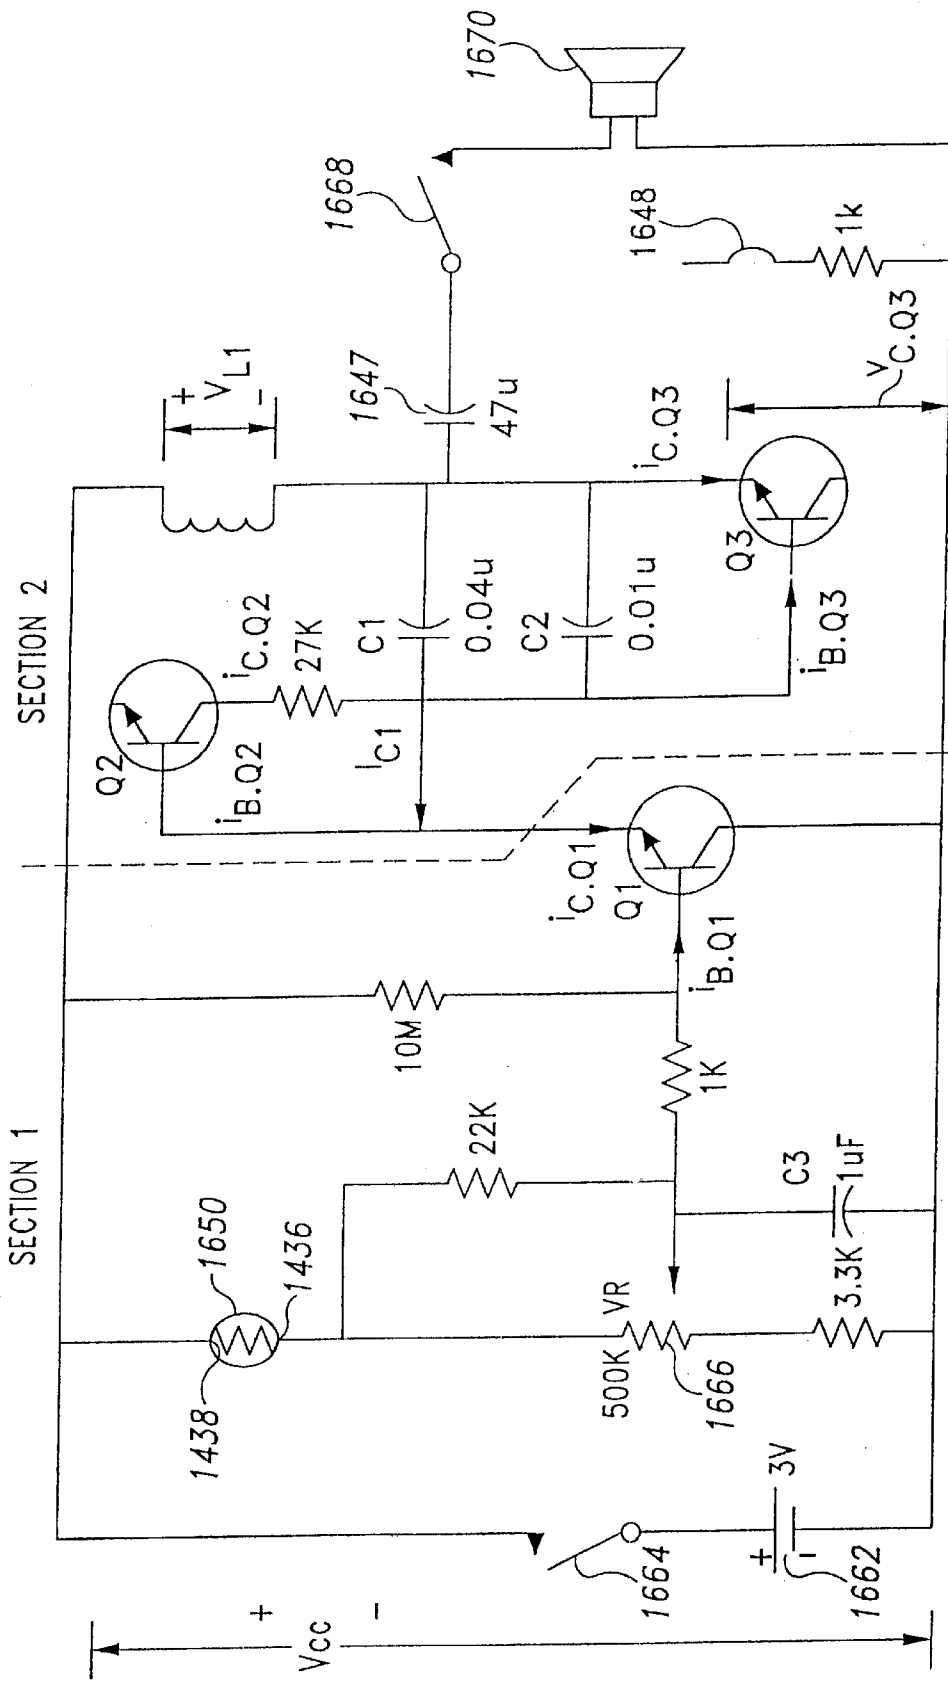 SECTION 1
SECTION 2
Vcc
+
-
1664
+
-
3V
1662
1438
1650
1436
500K VR
1666
3.3K
22K
C3
1uF
1K
10M
iB.Q1
iC.Q1
Q1
Q2
iB.Q2
iC.Q2
27K
IC1
C1
0.04u
C2
0.01u
iB.Q3
Q3
iC.Q3
+
VL1
-
1647
47u
1668
VC.Q3
1648
1k
1670